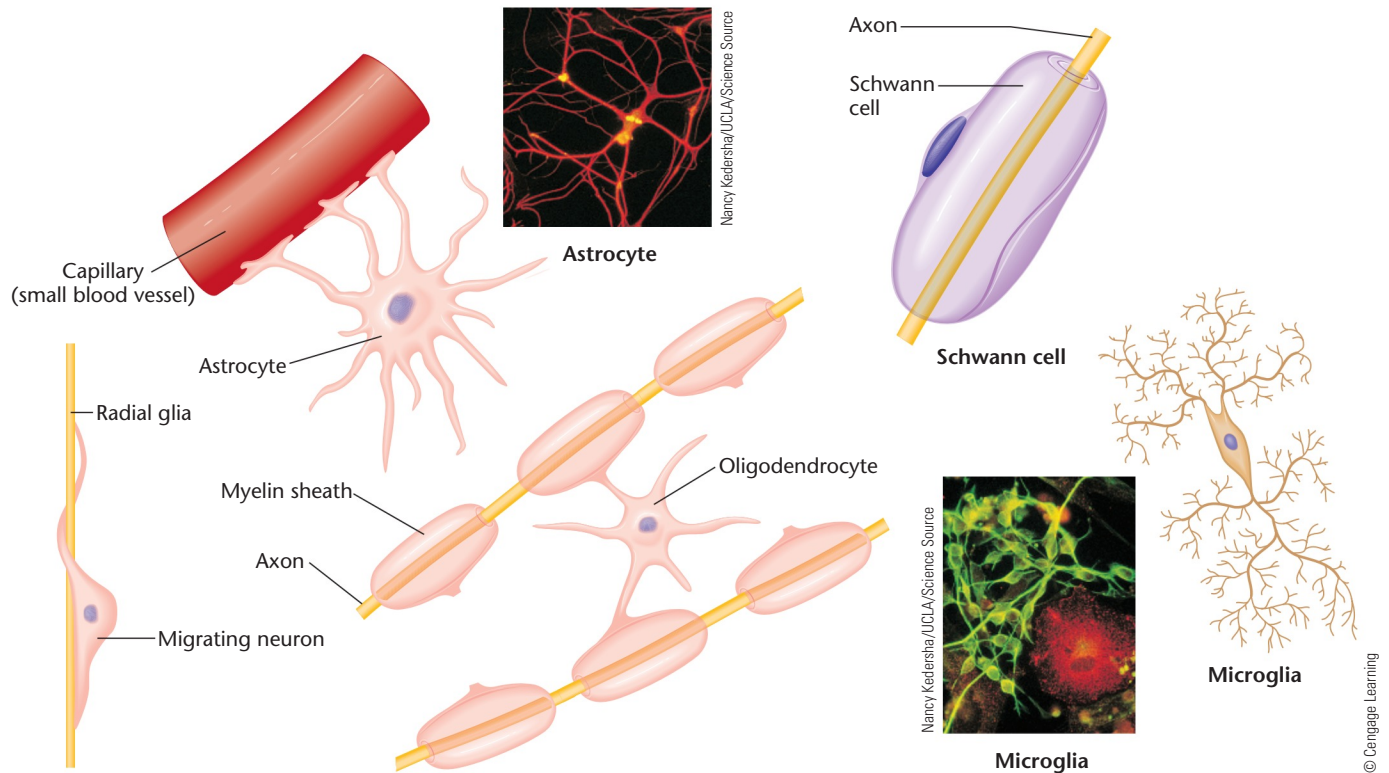 Nancy Kedersha/UCLA/Science Source
Astrocyte
Capillary
(small blood vessel)
Astrocyte
Radial glia
Migrating neuron
Myelin sheath
Axon
Oligodendrocyte
Axon
Schwann
cell
Schwann cell
Nancy Kedersha/UCLA/Science Source
Microglia
Microglia
© Cengage Learning